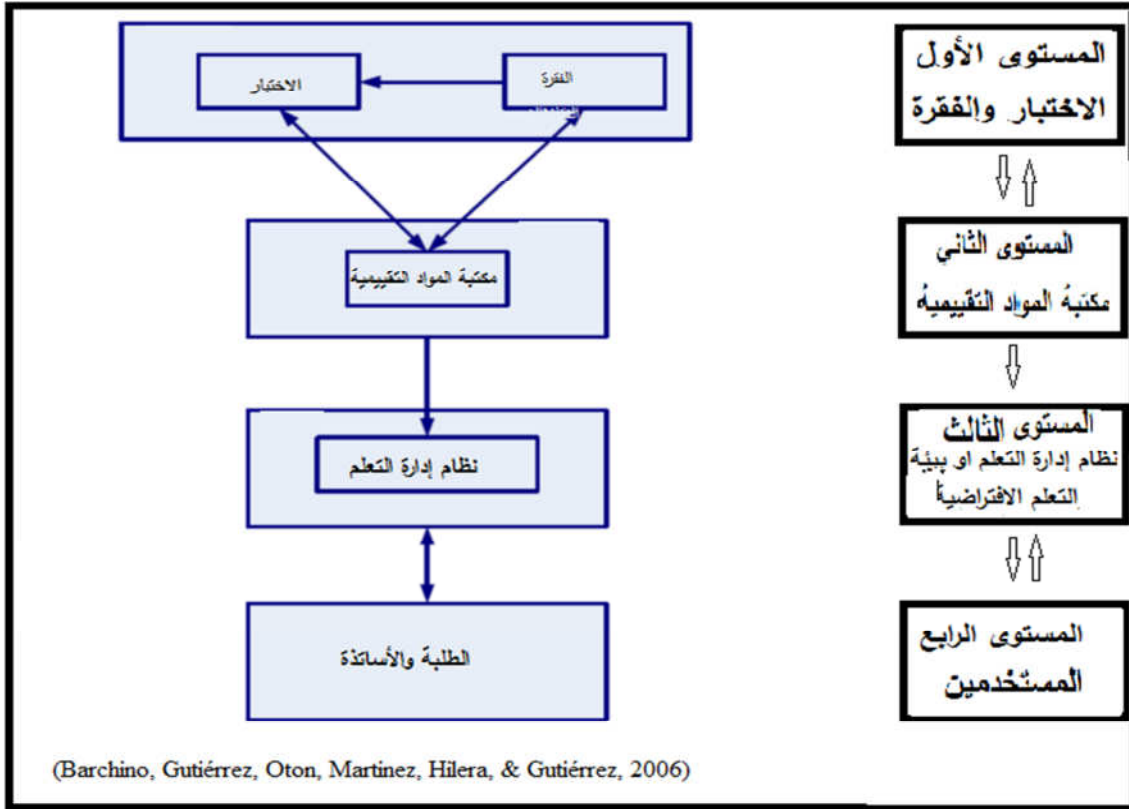 الاختبار
الفقرة
المستوى الأول
الاختبار والفقرة
مكتبة المواد التقييمية
المستوى الثاني
مكتبة المواد التقييمية
نظام إدارة التعلم
المستوى الثالث
نظام إدارة التعلم او بيئة
التعلم الافتراضية
الطلبة والأساتذة
المستوى الرابع
المستخدمين
(Barchino, Gutiérrez, Oton, Martinez, Hilera, & Gutiérrez, 2006)